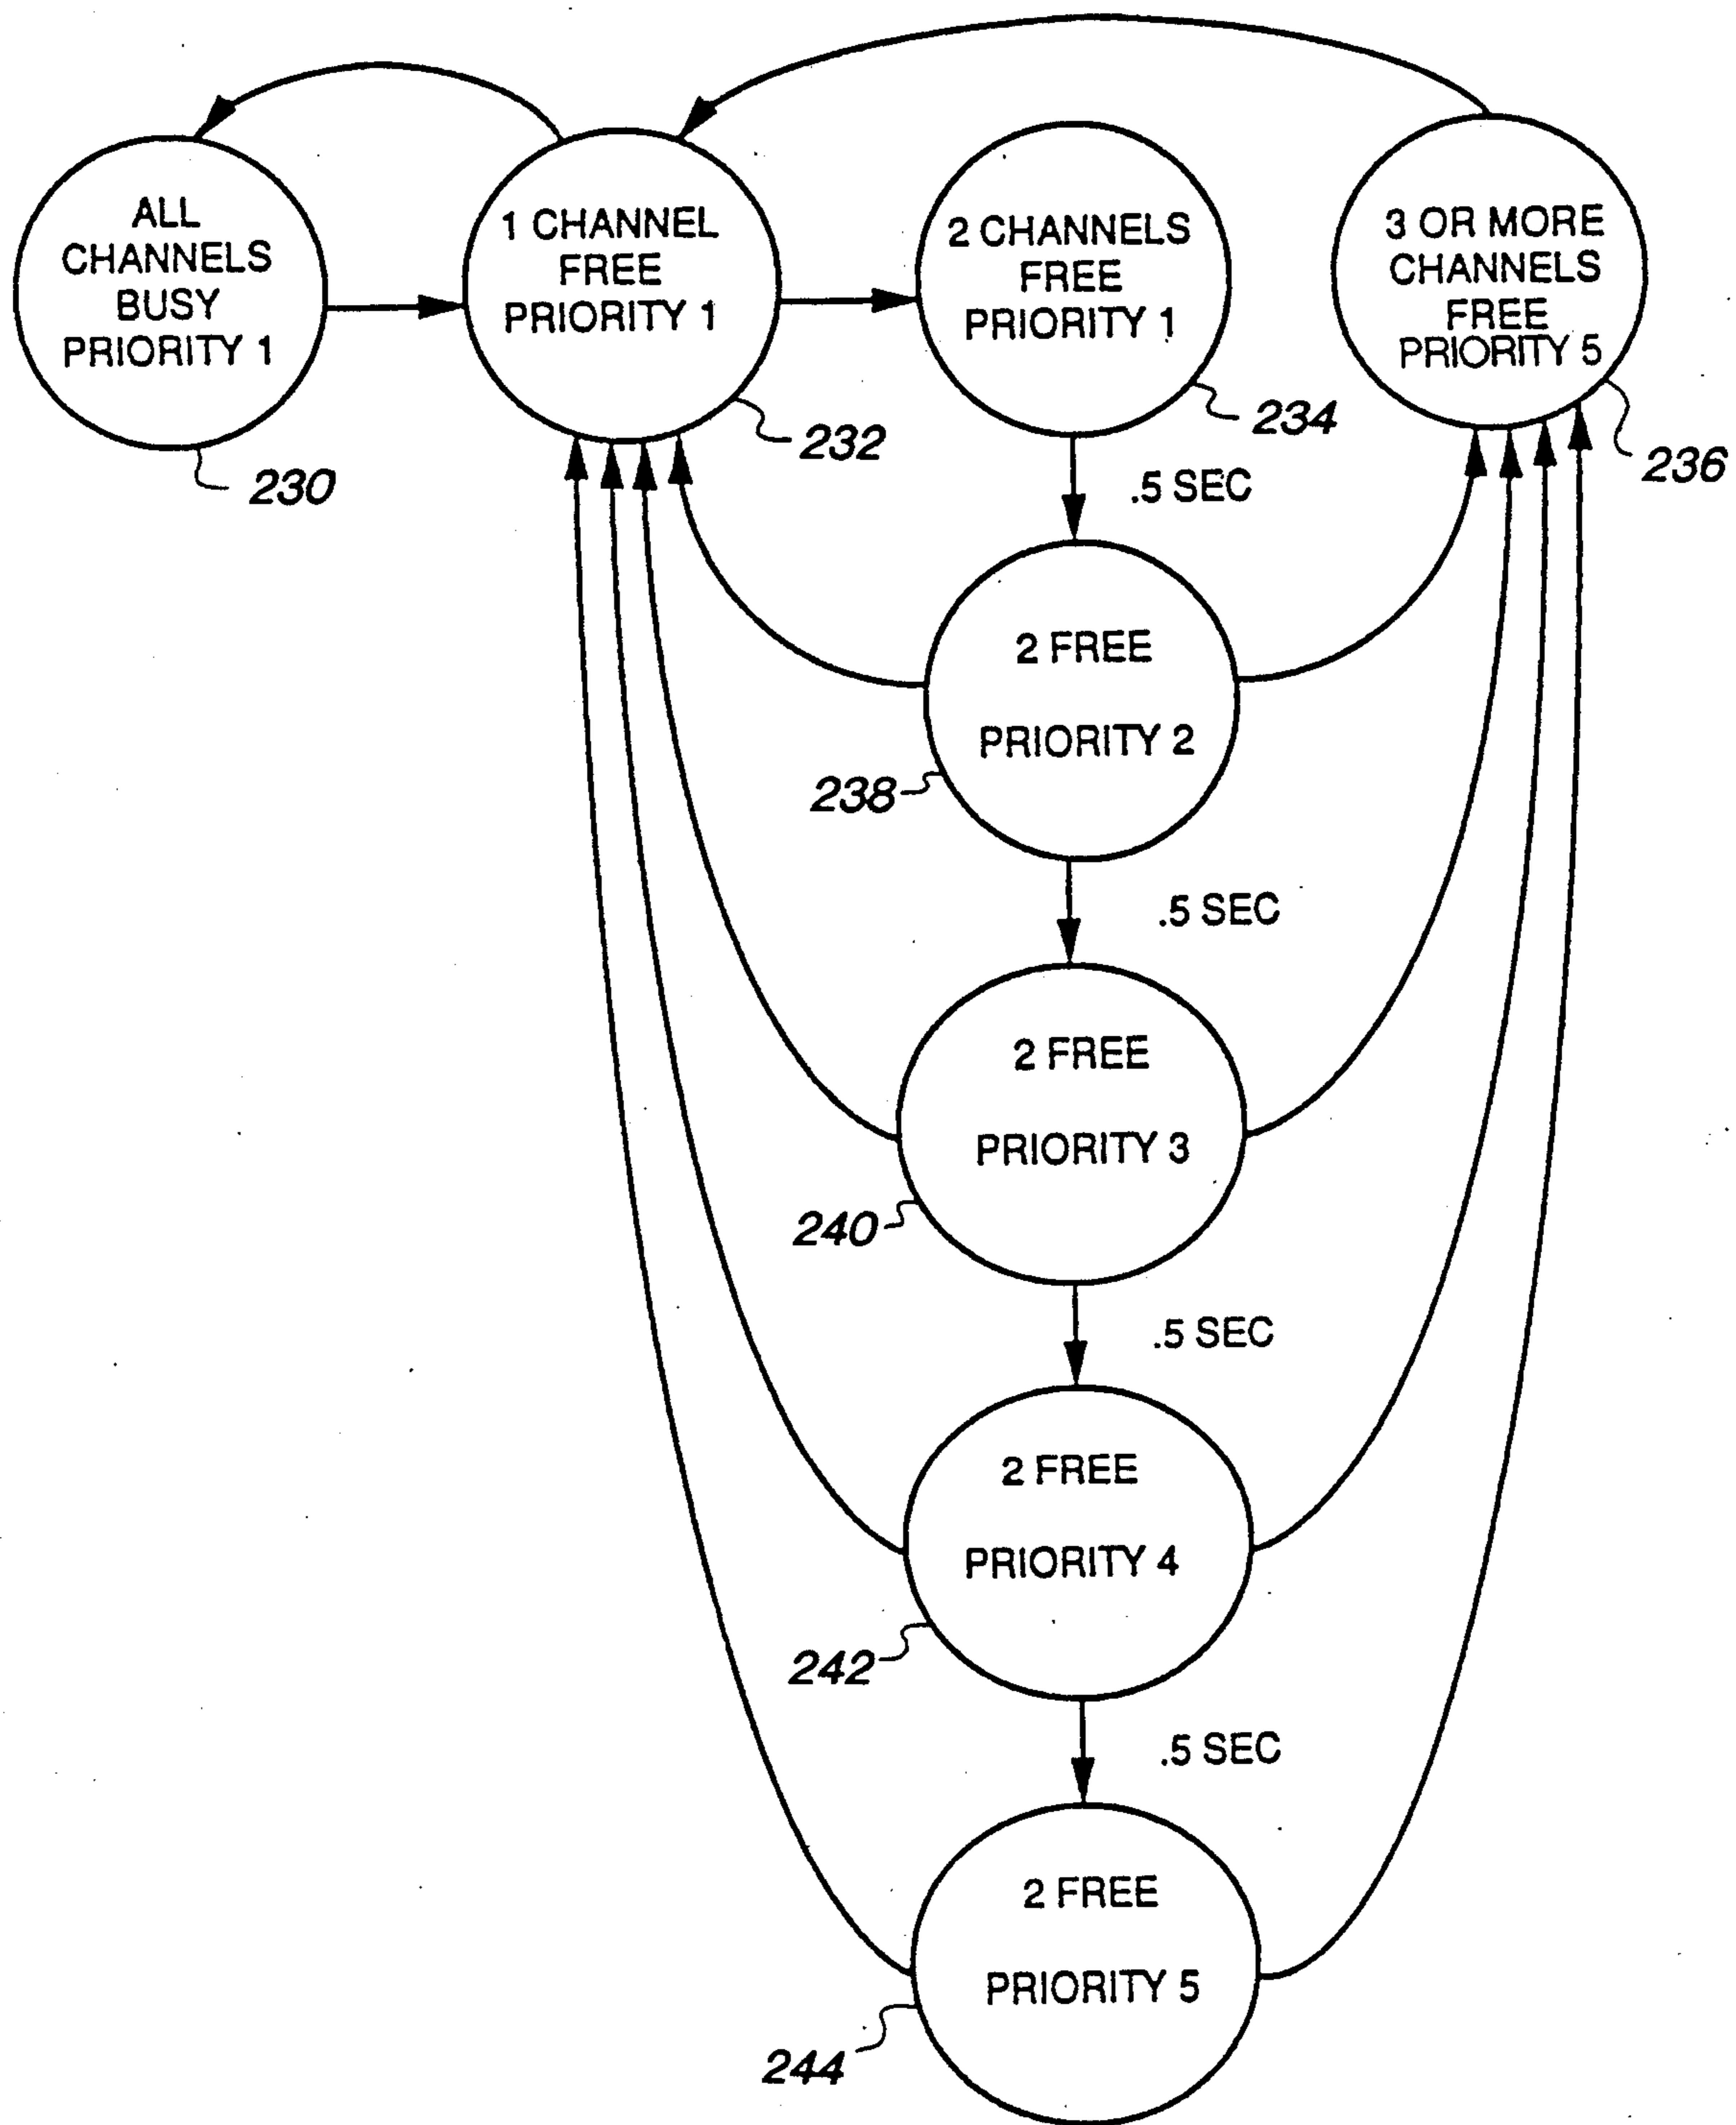 ALL
CHANNELS
BUSY
PRIORITY 1
230
1 CHANNEL
FREE
PRIORITY 1
232
2 CHANNELS
FREE
PRIORITY 1
234
3 OR MORE
CHANNELS
FREE
PRIORITY 5
236
.5 SEC
2 FREE
PRIORITY 2
238
.5 SEC
2 FREE
PRIORITY 3
240
.5 SEC
2 FREE
PRIORITY 4
242
.5 SEC
2 FREE
PRIORITY 5
244